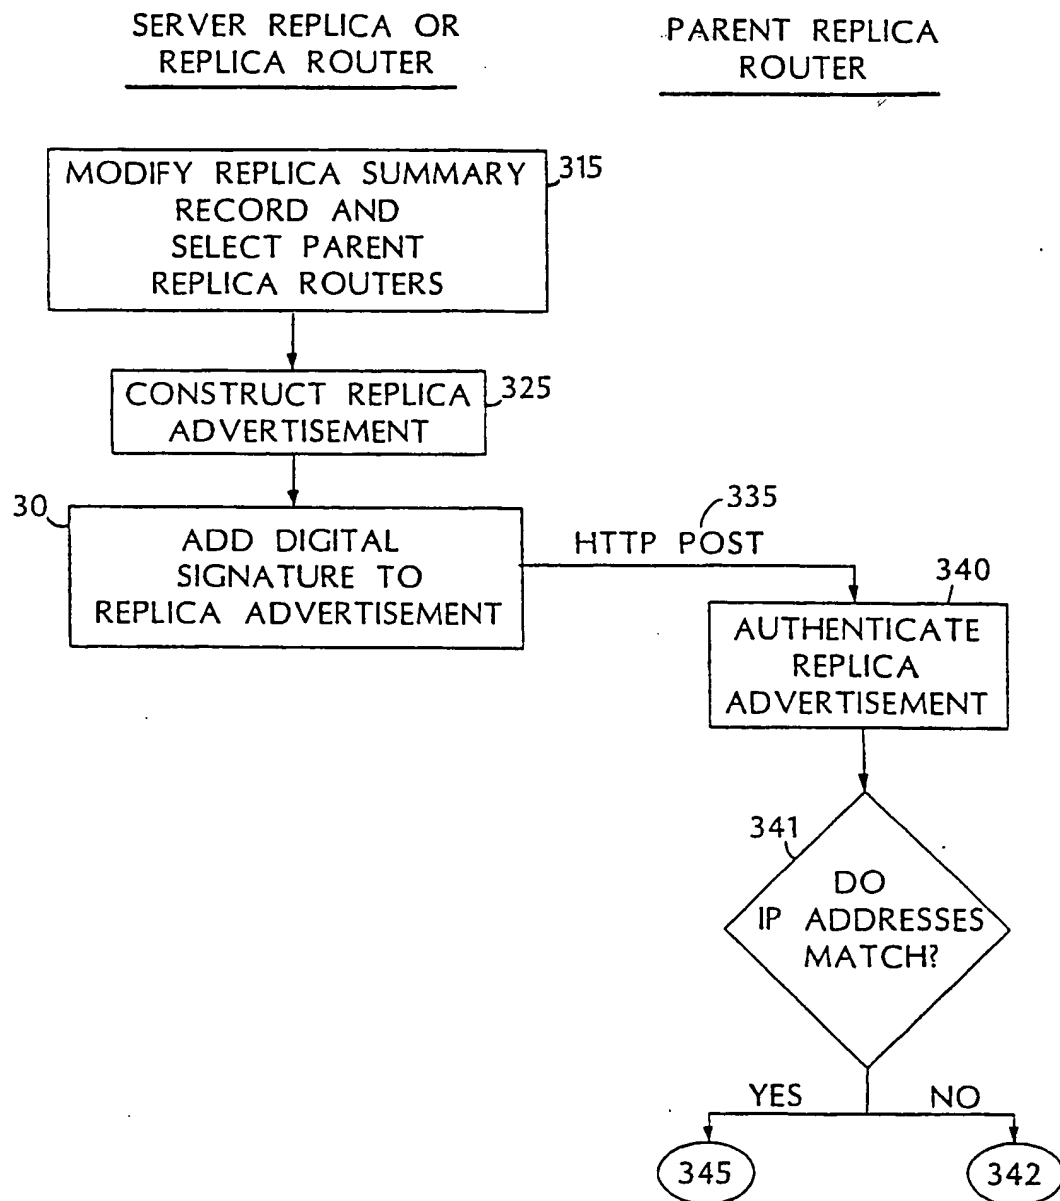 SERVER REPLICA OR
REPLICA ROUTER
PARENT REPLICA
ROUTER
MODIFY REPLICA SUMMARY
RECORD AND
SELECT PARENT
REPLICA ROUTERS
315
CONSTRUCT REPLICA
ADVERTISEMENT
325
30
ADD DIGITAL
SIGNATURE TO
REPLICA ADVERTISEMENT
335
HTTP POST
340
AUTHENTICATE
REPLICA
ADVERTISEMENT
341
DO
IP ADDRESSES
MATCH?
YES
NO
345
342